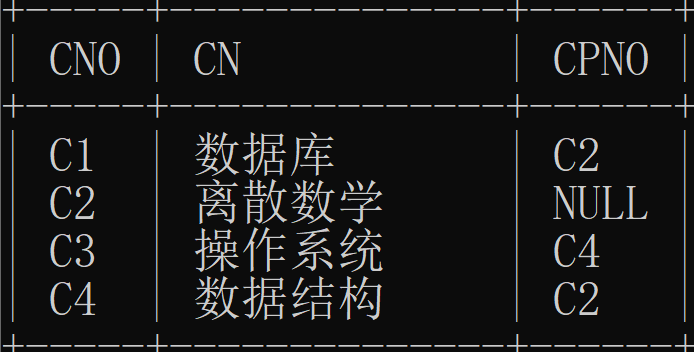 CNO CN CPNO
C1 数据库 C2
C2 离散数学 NULL
C3 操作系统 C4
C4 数据结构 C2